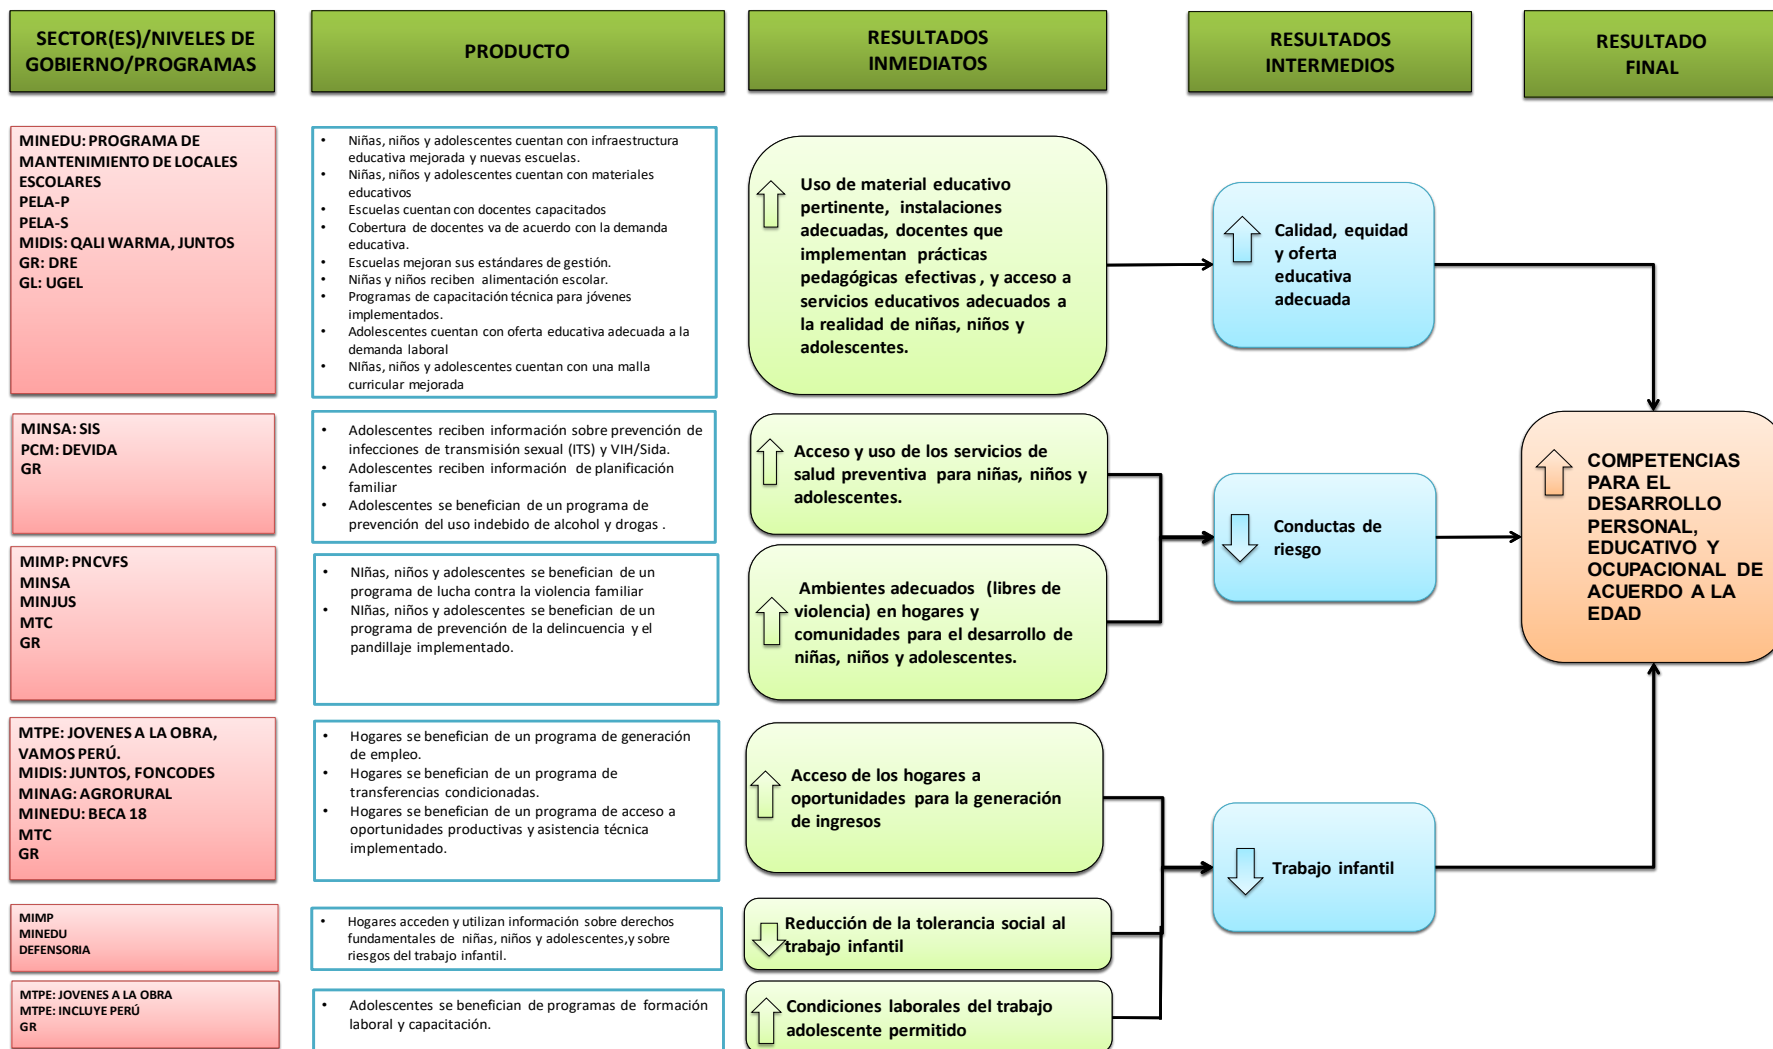 SECTOR(ES)/NIVELES DE
GOBIERNO/PROGRAMAS
PRODUCTO
RESULTADOS
INMEDIATOS
RESULTADOS
INTERMEDIOS
RESULTADO
FINAL
MINEDU: PROGRAMA DE
MANTENIMIENTO DE LOCALES
ESCOLARES
PELA-P
PELA-S
MIDIS: QALI WARMA, JUNTOS
GR: DRE
GL: UGEL
• Niñas, niños y adolescentes cuentan con infraestructura
educativa mejorada y nuevas escuelas.
• Niñas, niños y adolescentes cuentan con materiales
educativos
• Escuelas cuentan con docentes capacitados
• Cobertura de docentes va de acuerdo con la demanda
educativa.
• Escuelas mejoran sus estándares de gestión.
• Niñas y niños reciben alimentación escolar.
• Programas de capacitación técnica para jóvenes
implementados.
• Adolescentes cuentan con oferta educativa adecuada a la
demanda laboral
• NIñas, niños y adolescentes cuentan con una malla
curricular mejorada
Uso de material educativo
pertinente, instalaciones
adecuadas, docentes que
implementan prácticas
pedagógicas efectivas , y acceso a
servicios educativos adecuados a
la realidad de niñas, niños y
adolescentes.
Calidad, equidad
y oferta
educativa
adecuada
MINSA: SIS
PCM: DEVIDA
GR
• Adolescentes reciben información sobre prevención de
infecciones de transmisión sexual (ITS) y VIH/Sida.
• Adolescentes reciben información de planificación
familiar
• Adolescentes se benefician de un programa de
prevención del uso indebido de alcohol y drogas .
Acceso y uso de los servicios de
salud preventiva para niñas, niños y
adolescentes.
Conductas de
riesgo
COMPETENCIAS
PARA EL
DESARROLLO
PERSONAL,
EDUCATIVO Y
OCUPACIONAL DE
ACUERDO A LA
EDAD
MIMP: PNCVFS
MINSA
MINJUS
MTC
GR
• NIñas, niños y adolescentes se benefician de un
programa de lucha contra la violencia familiar
• NIñas, niños y adolescentes se benefician de un
programa de prevención de la delincuencia y el
pandillaje implementado.
Ambientes adecuados (libres de
violencia) en hogares y
comunidades para el desarrollo de
niñas, niños y adolescentes.
MTPE: JOVENES A LA OBRA,
VAMOS PERÚ.
MIDIS: JUNTOS, FONCODES
MINAG: AGRORURAL
MINEDU: BECA 18
MTC
GR
• Hogares se benefician de un programa de generación
de empleo.
• Hogares se benefician de un programa de
transferencias condicionadas.
• Hogares se benefician de un programa de acceso a
oportunidades productivas y asistencia técnica
implementado.
Acceso de los hogares a
oportunidades para la generación
de ingresos
Trabajo infantil
MIMP
MINEDU
DEFENSORIA
• Hogares acceden y utilizan información sobre derechos
fundamentales de niñas, niños y adolescentes,y sobre
riesgos del trabajo infantil.
Reducción de la tolerancia social al
trabajo infantil
MTPE: JOVENES A LA OBRA
MTPE: INCLUYE PERÚ
GR
• Adolescentes se benefician de programas de formación
laboral y capacitación.
Condiciones laborales del trabajo
adolescente permitido